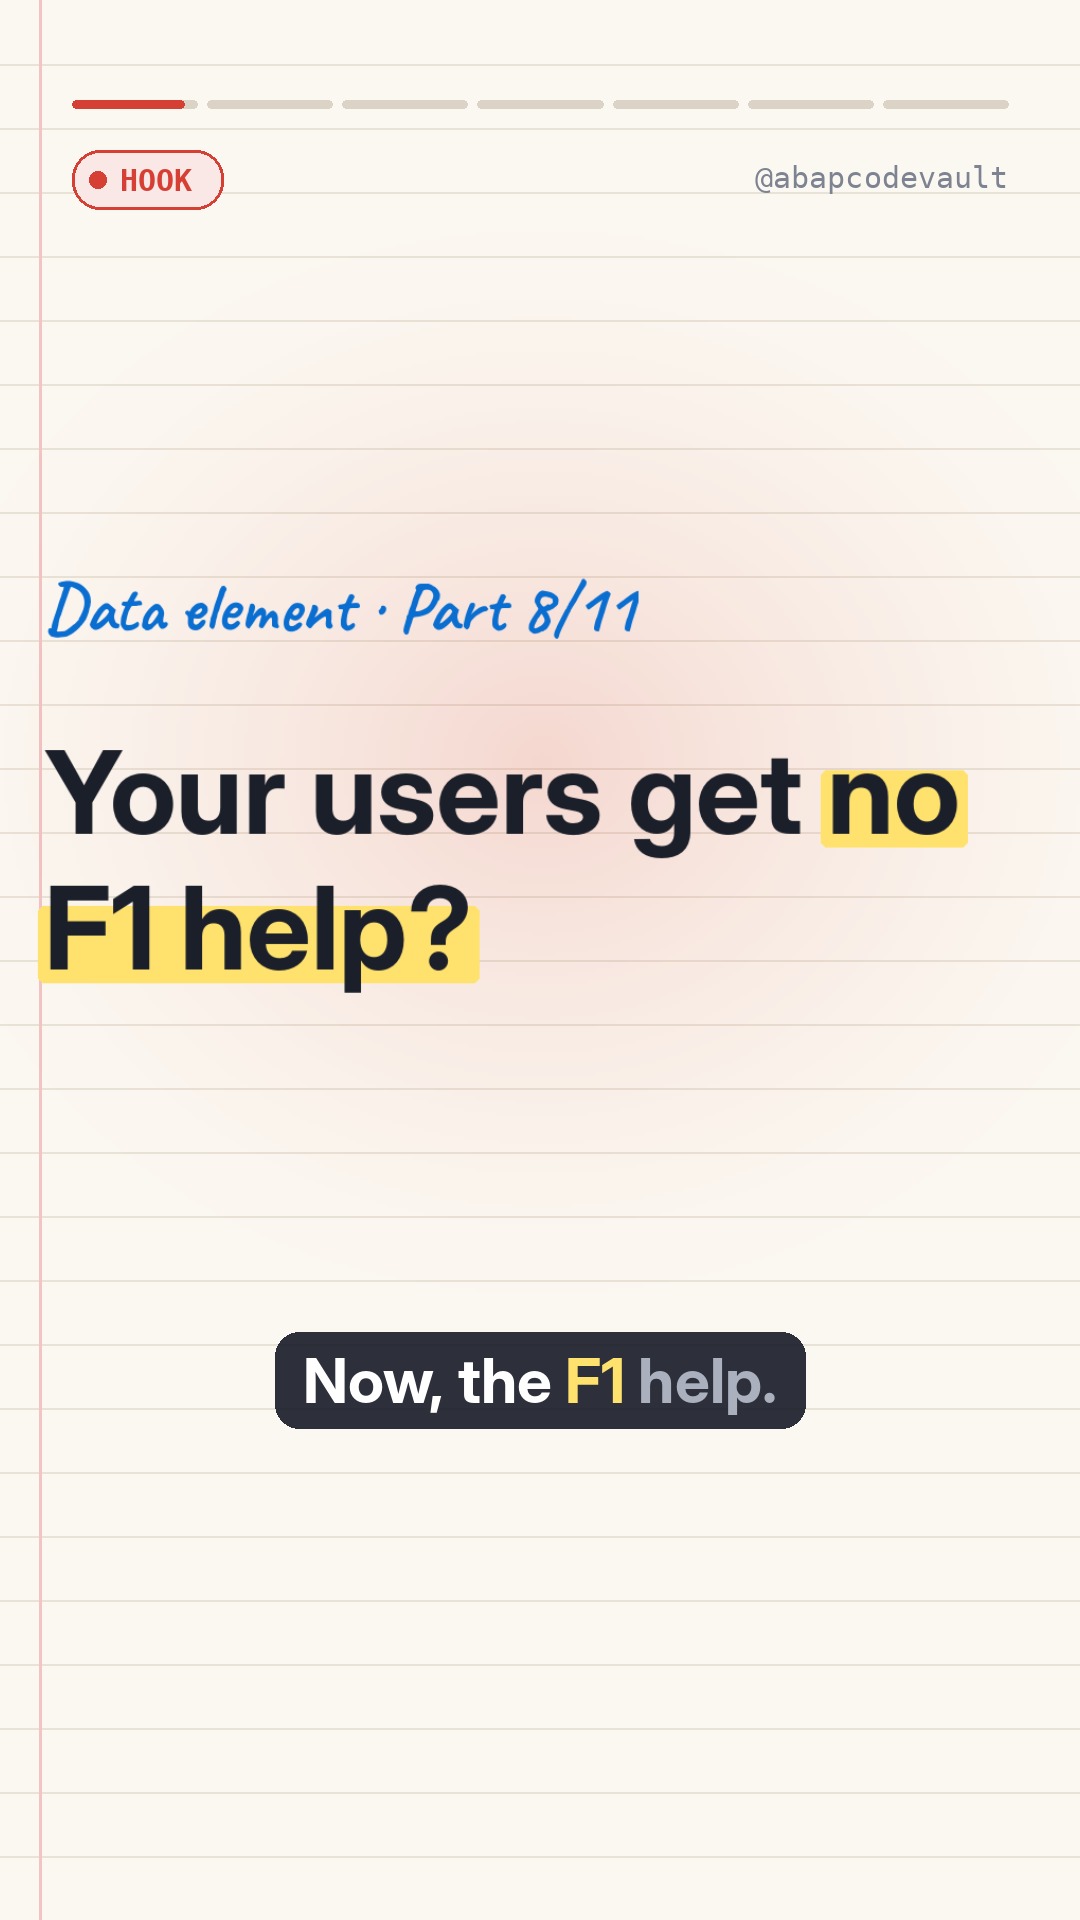 HOOK
@abapcodevault
Data element · Part 8/11
Your users get no
F1 help?
Now, the F1 help.